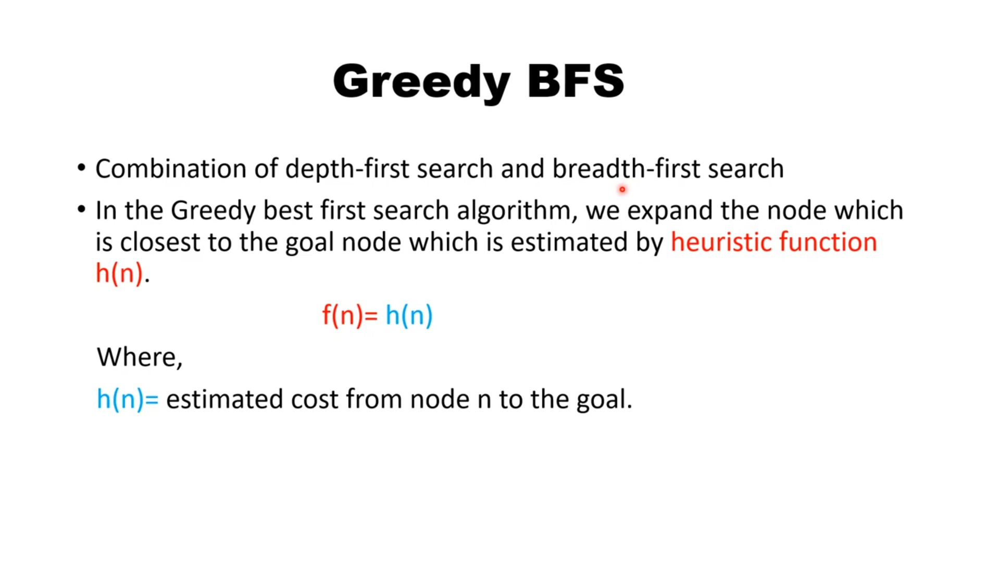 Greedy BFS
• Combination of depth-first search and breadth-first search
• In the Greedy best first search algorithm, we expand the node which
is closest to the goal node which is estimated by heuristic function
h(n).
f(n)= h(n)
Where,
h(n)= estimated cost from node n to the goal.